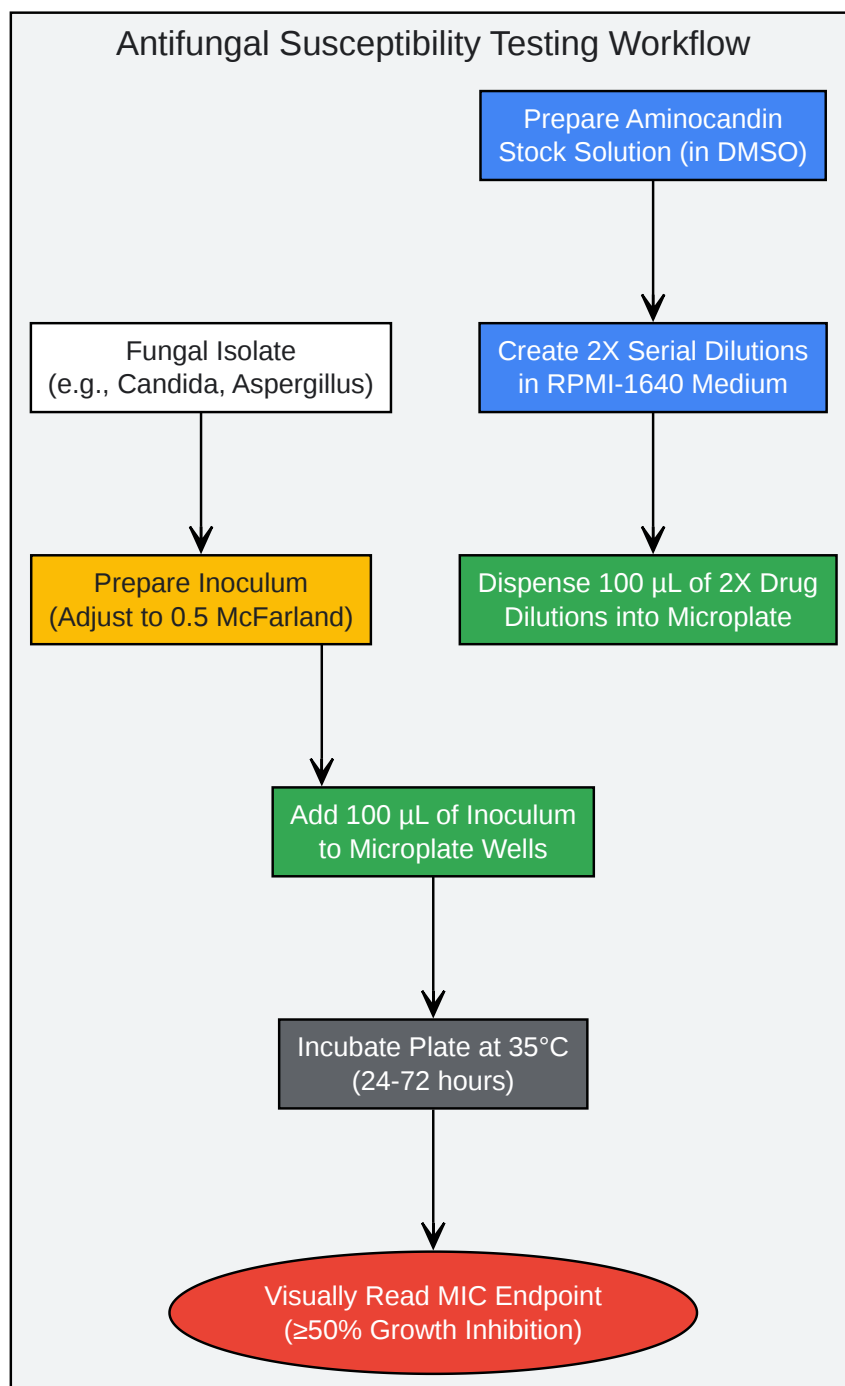 Antifungal Susceptibility Testing Workflow
Prepare Aminocandin
Stock Solution (in DMSO)
Fungal Isolate
(e.g., Candida, Aspergillus)
Create 2X Serial Dilutions
in RPMI-1640 Medium
Prepare Inoculum
(Adjust to 0.5 McFarland)
Dispense 100 µL of 2X Drug
Dilutions into Microplate
Add 100 µL of Inoculum
to Microplate Wells
Incubate Plate at 35°C
(24-72 hours)
Visually Read MIC Endpoint
(≥50% Growth Inhibition)